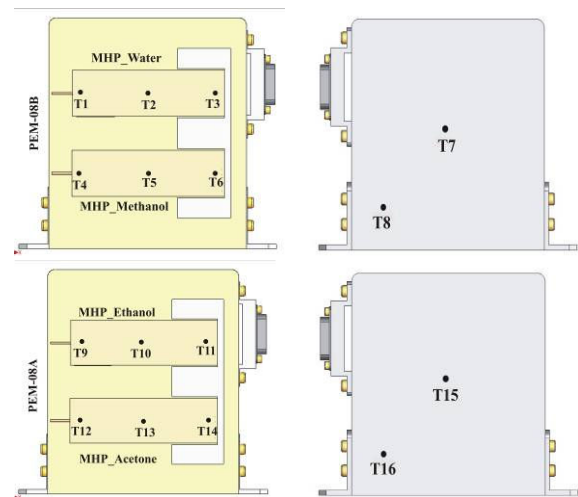 MHP_Water
T1 T2 T3
PEM-08B
T4 T5 T6
MHP_Methanol
T7
T8
MHP_Ethanol
T9 T10 T11
PEM-08A
T12 T13 T14
MHP_Acetone
T15
T16